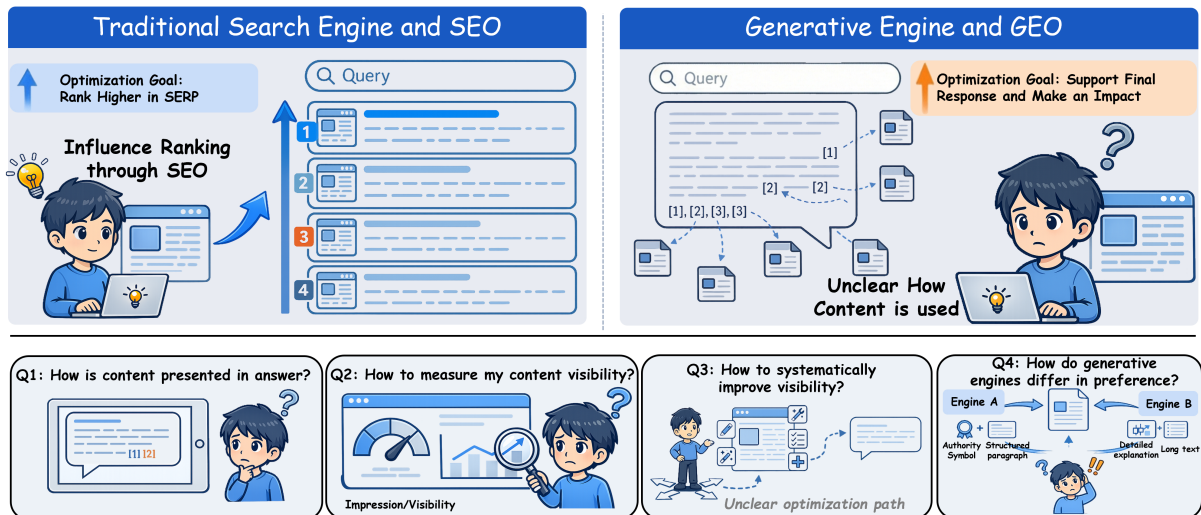 Traditional Search Engine and SEO
Optimization Goal:
Rank Higher in SERP
Influence Ranking
through SEO
Query
1
2
3
4
Generative Engine and GEO
Query
Optimization Goal: Support Final
Response and Make an Impact
[1]
[2]
[2]
[1], [2], [3], [3]
Unclear How
Content is used
Q1: How is content presented in answer?
[1] [2]
Q2: How to measure my content visibility?
Impression/Visibility
Q3: How to systematically
improve visibility?
Unclear optimization path
Q4: How do generative
engines differ in preference?
Engine A
Engine B
Authority
Symbol
Structured
paragraph
Detailed
explanation
Long text